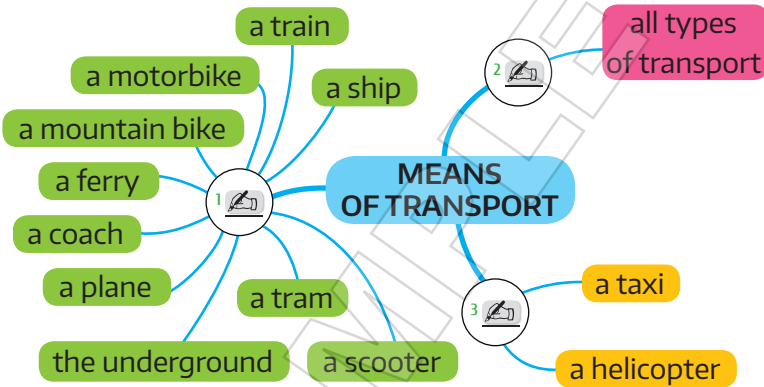 a train
a motorbike
a ship
a mountain bike
a ferry
a coach
a plane
a tram
the underground
a scooter
1
MEANS
OF TRANSPORT
2
all types
of transport
3
a taxi
a helicopter